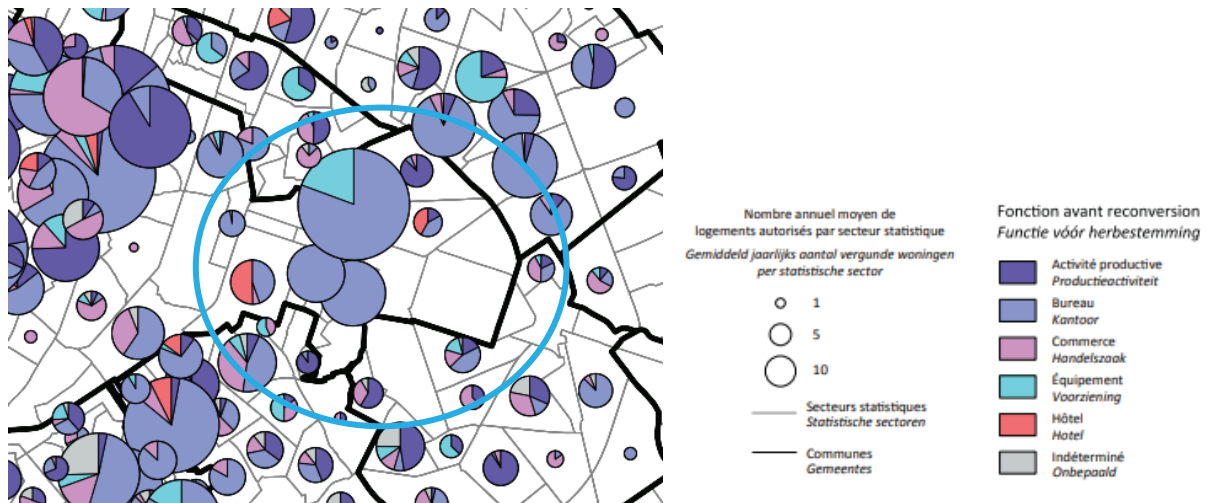 Nombre annuel moyen de
logements autorisés par secteur statistique
Gemiddeld jaarlijks aantal vergunde woningen
per statistische sector
1
5
10
Secteurs statistiques
Statistische sectoren
Communes
Gemeentes
Fonction avant reconversion
Functie vóór herbestemming
Activité productive
Productieactiviteit
Bureau
Kantoor
Commerce
Handelszaak
Équipement
Voorziening
Hôtel
Hotel
Indéterminé
Onbepaald